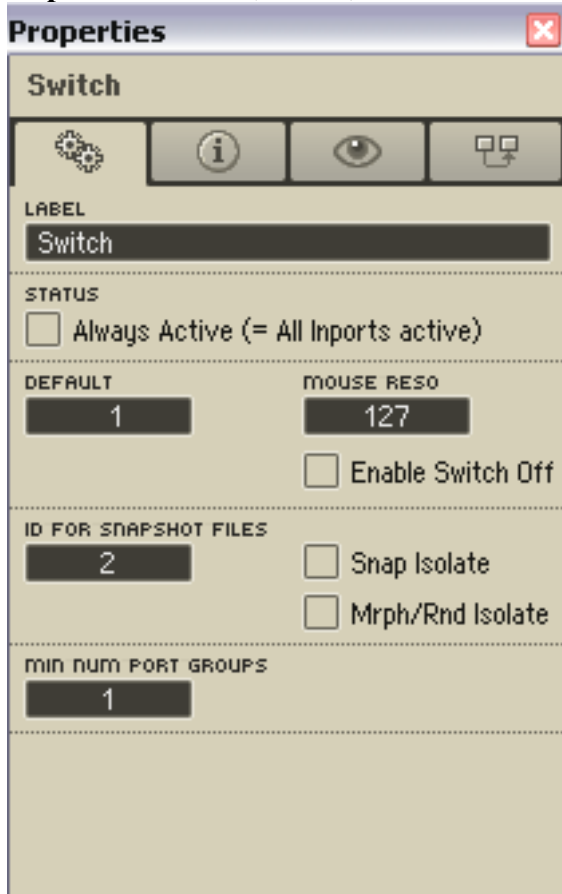 Properties
Switch
LABEL
Switch
STATUS
Always Active (= All Inports active)
DEFAULT MOUSE RESO
1 127
Enable Switch Off
ID FOR SNAPSHOT FILES
2 Snap Isolate
Mrph/Rnd Isolate
MIN NUM PORT GROUPS
1